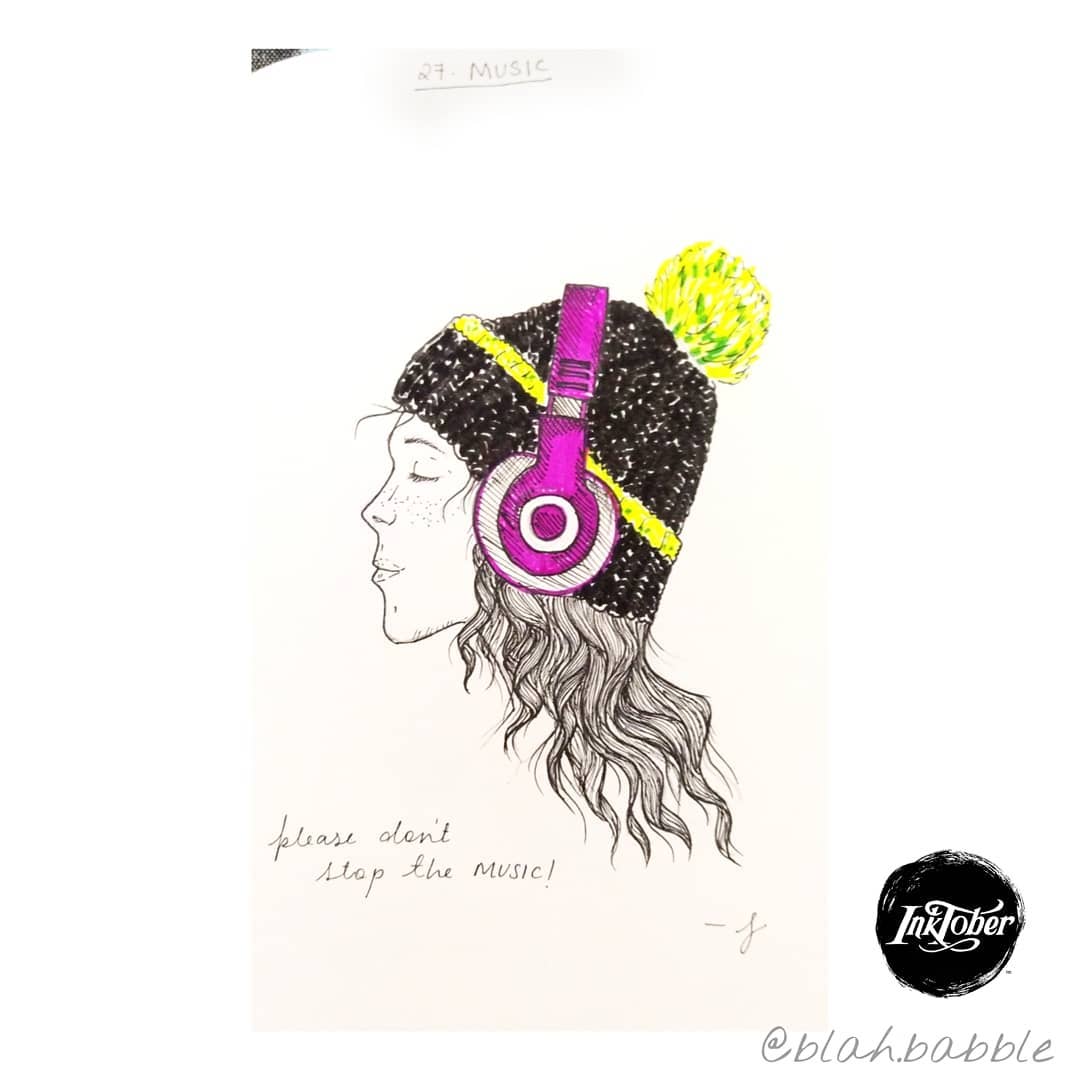 27. MUSIC
please don't
stop the MUSIC!
- J
InkTober
@blah.babble